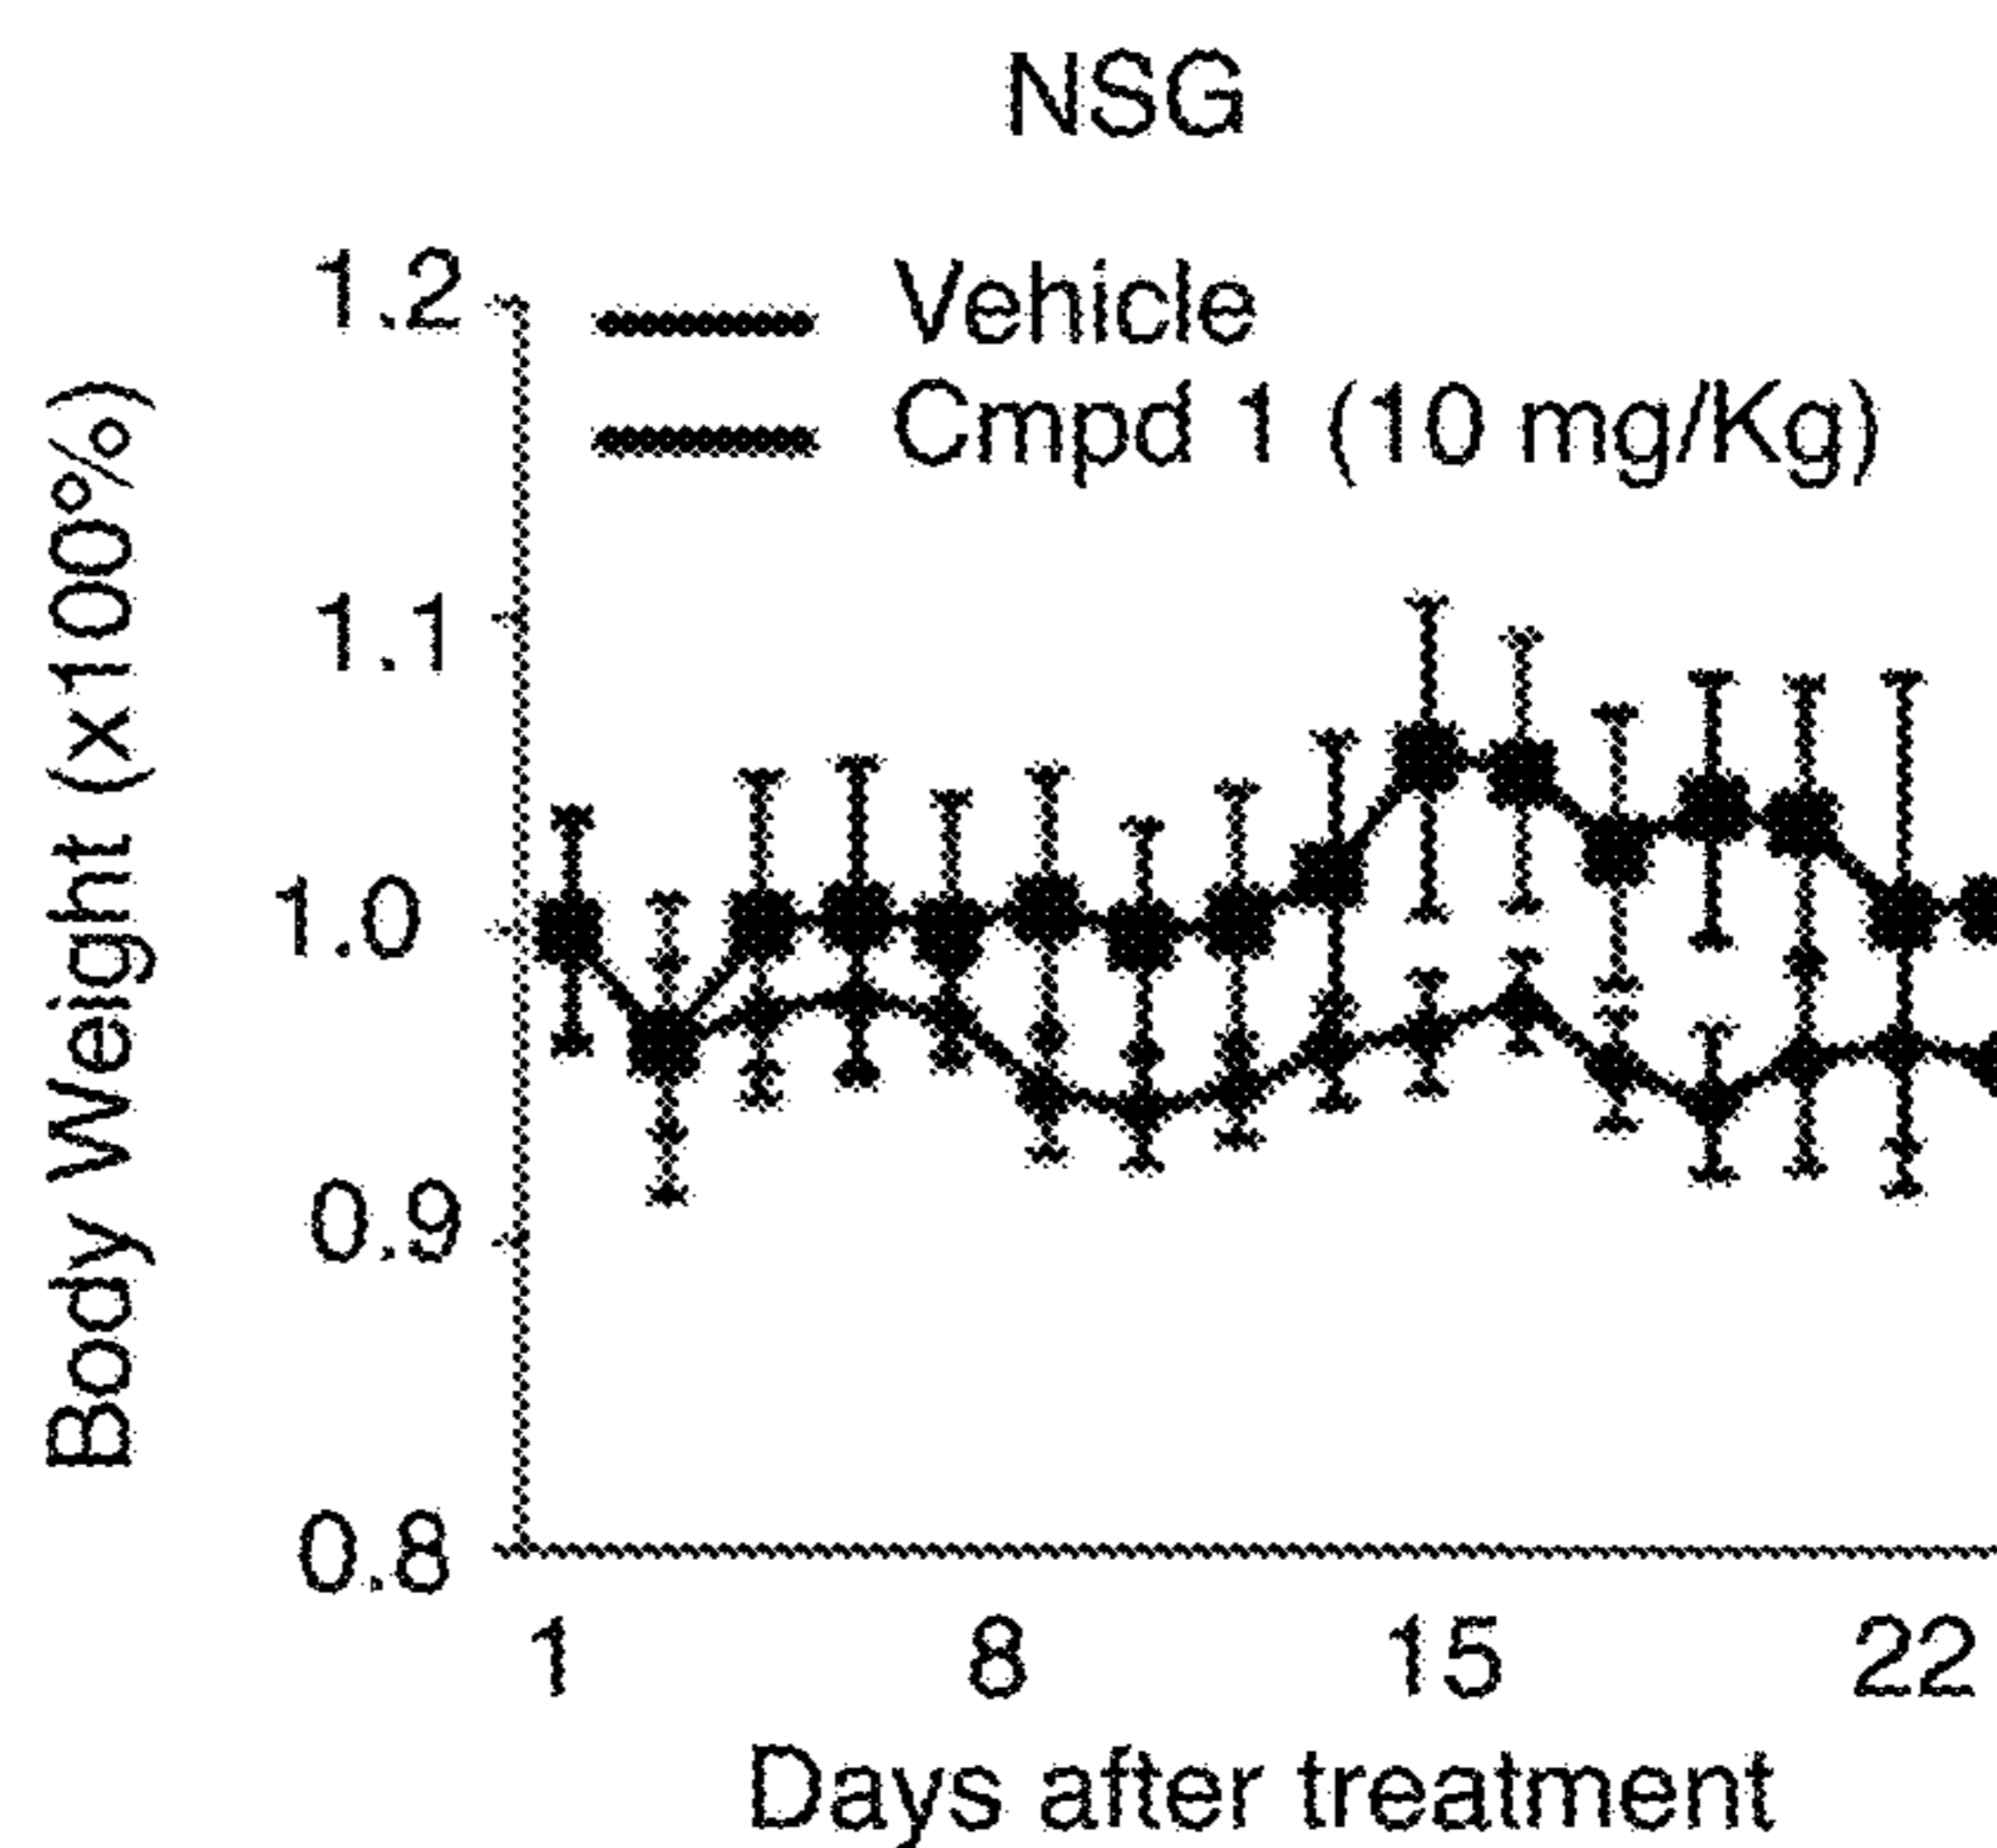 NSG
Vehicle
Cmpd 1 (10 mg/Kg)
Body Weight (x100%)
1.2
1.1
1.0
0.9
0.8
1 8 15 22
Days after treatment